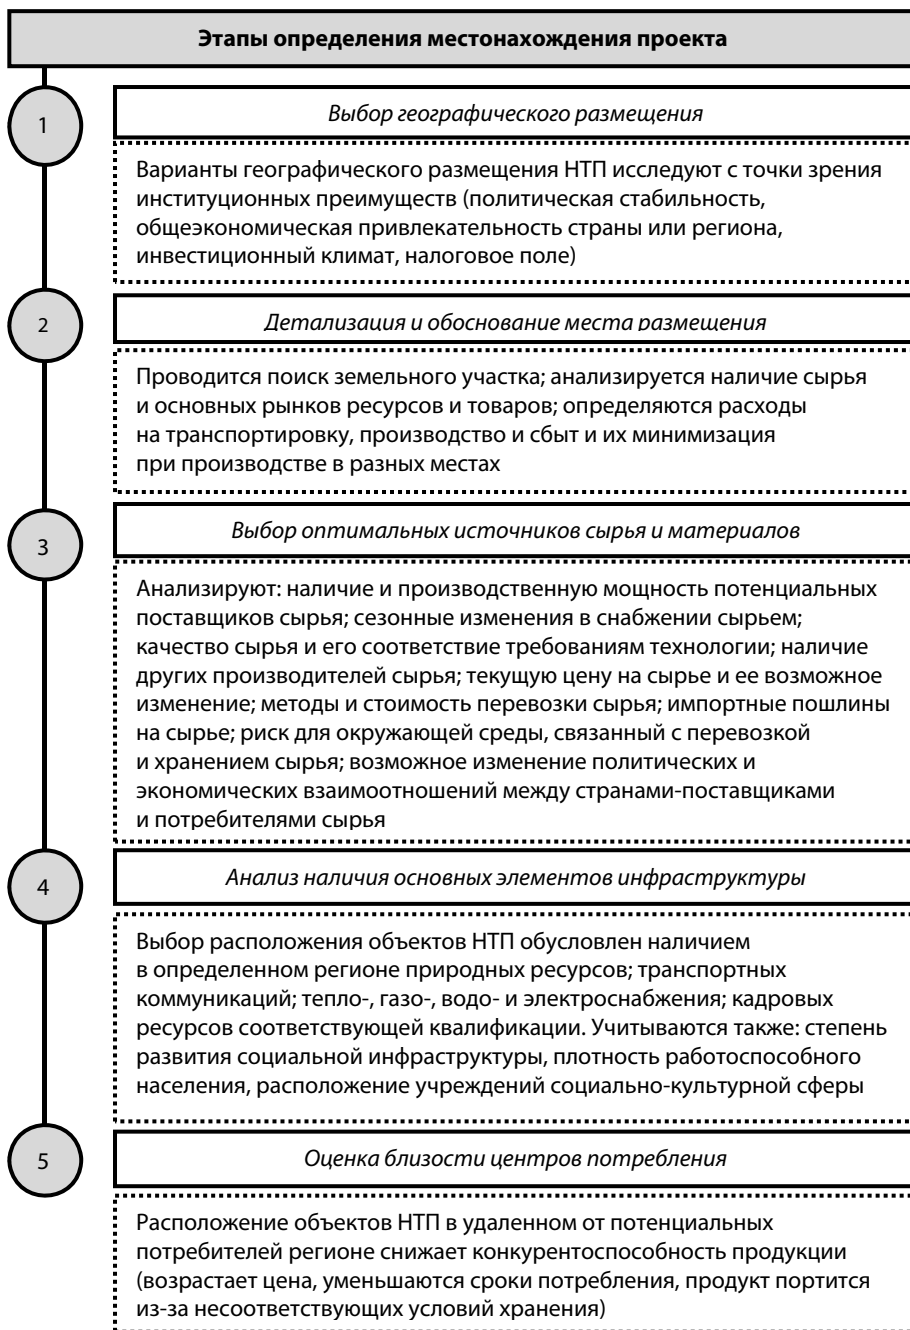 Этапы определения местонахождения проекта
1
Выбор географического размещения
Варианты географического размещения НТП исследуют с точки зрения
институционных преимуществ (политическая стабильность,
общеэкономическая привлекательность страны или региона,
инвестиционный климат, налоговое поле)
2
Детализация и обоснование места размещения
Проводится поиск земельного участка; анализируется наличие сырья
и основных рынков ресурсов и товаров; определяются расходы
на транспортировку, производство и сбыт и их минимизация
при производстве в разных местах
3
Выбор оптимальных источников сырья и материалов
Анализируют: наличие и производственную мощность потенциальных
поставщиков сырья; сезонные изменения в снабжении сырьем;
качество сырья и его соответствие требованиям технологии; наличие
других производителей сырья; текущую цену на сырье и ее возможное
изменение; методы и стоимость перевозки сырья; импортные пошлины
на сырье; риск для окружающей среды, связанный с перевозкой
и хранением сырья; возможное изменение политических и
экономических взаимоотношений между странами-поставщиками
и потребителями сырья
4
Анализ наличия основных элементов инфраструктуры
Выбор расположения объектов НТП обусловлен наличием
в определенном регионе природных ресурсов; транспортных
коммуникаций; тепло-, газо-, водо- и электроснабжения; кадровых
ресурсов соответствующей квалификации. Учитываются также: степень
развития социальной инфраструктуры, плотность работоспособного
населения, расположение учреждений социально-культурной сферы
5
Оценка близости центров потребления
Расположение объектов НТП в удаленном от потенциальных
потребителей регионе снижает конкурентоспособность продукции
(возрастает цена, уменьшаются сроки потребления, продукт портится
из-за несоответствующих условий хранения)